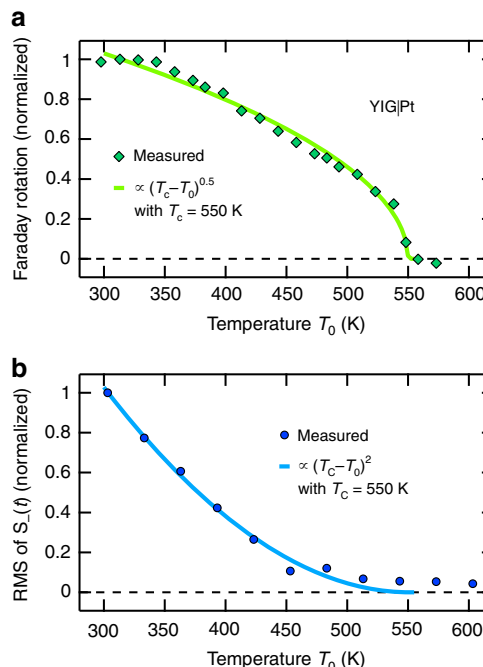 a
Faraday rotation (normalized)
1
0.8
0.6
0.4
0.2
0
YIG|Pt
Measured
∝ (Tc–T0)^0.5
with Tc = 550 K
300 350 400 450 500 550 600
Temperature T0 (K)
b
RMS of S_(t) (normalized)
1
0.8
0.6
0.4
0.2
0
Measured
∝ (TC–T0)^2
with TC = 550 K
300 350 400 450 500 550 600
Temperature T0 (K)